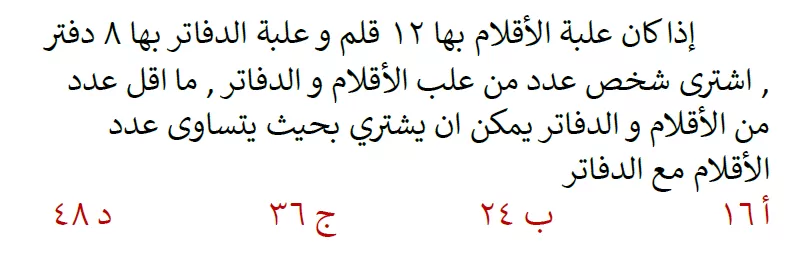 إذا كان علبة الأقلام بها ١٢ قلم و علبة الدفاتر بها ٨ دفتر
, اشترى شخص عدد من علب الأقلام و الدفاتر , ما اقل عدد
من الأقلام و الدفاتر يمكن ان يشتري بحيث يتساوى عدد
الأقلام مع الدفاتر
أ ١٦ ب ٢٤ ج ٣٦ د ٤٨